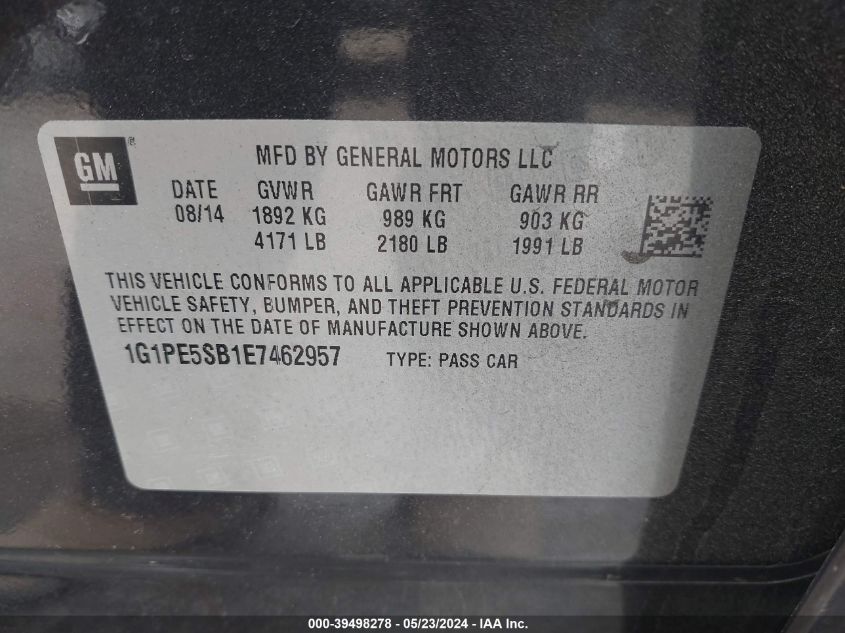 GM
MFD BY GENERAL MOTORS LLC
DATE GVWR GAWR FRT GAWR RR
08/14 1892 KG 989 KG 903 KG
4171 LB 2180 LB 1991 LB
THIS VEHICLE CONFORMS TO ALL APPLICABLE U.S. FEDERAL MOTOR
VEHICLE SAFETY, BUMPER, AND THEFT PREVENTION STANDARDS IN
EFFECT ON THE DATE OF MANUFACTURE SHOWN ABOVE.
1G1PE5SB1E7462957 TYPE: PASS CAR
000-39498278 - 05/23/2024 - IAA Inc.